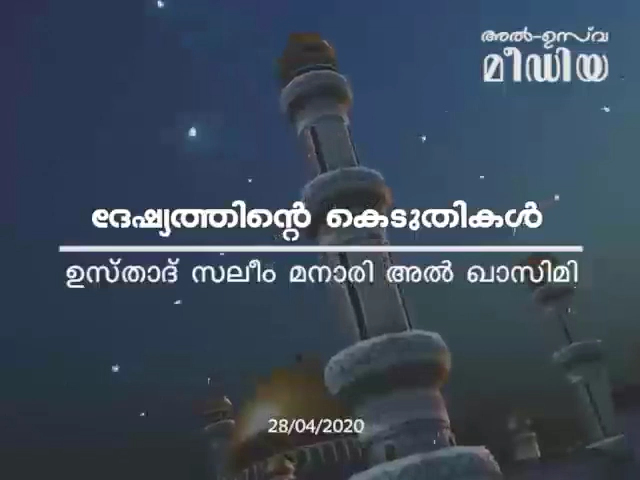 അൽ-ഉസ്‌വ
മീഡിയ
ദേഷ്യത്തിന്റെ കെടുതികൾ
ഉസ്താദ് സലീം മനാരി അൽ ഖാസിമി
28/04/2020